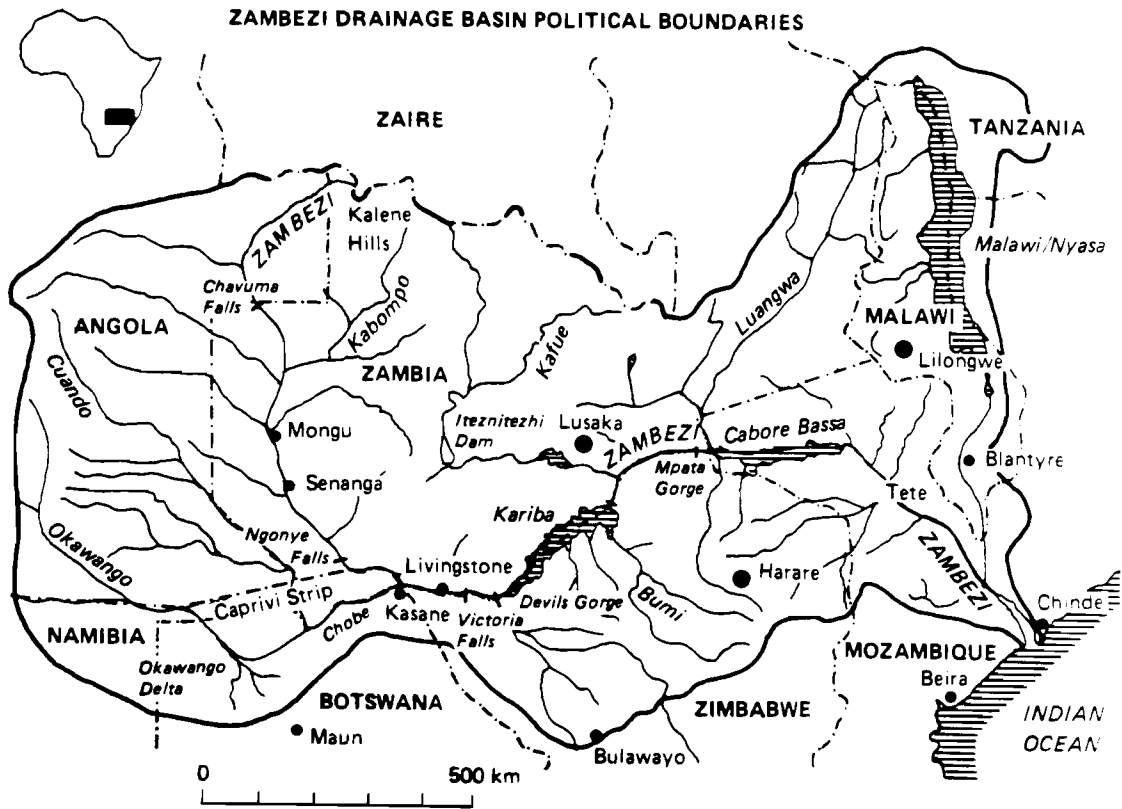 ZAMBEZI DRAINAGE BASIN POLITICAL BOUNDARIES
ZAIRE
TANZANIA
ZAMBEZI
Kalene
Hills
Malawi/Nyasa
Chavuma
Falls
Luangwa
ANGOLA
Kabompo
MALAWI
Cuando
ZAMBIA
Kafue
Lilongwe
Iteznitezhi
Dam
Lusaka
ZAMBEZI
Cabore Bassa
Mongu
Mpata
Gorge
Blantyre
Senanga
Tete
Kariba
Ngonye
Falls
Okawango
Livingstone
Harare
ZAMBEZI
Caprivi Strip
Devils Gorge
Bumi
Chinde
NAMIBIA
Chobe
Kasane
Victoria
Falls
MOZAMBIQUE
Okawango
Delta
Beira
BOTSWANA
ZIMBABWE
INDIAN
OCEAN
Maun
Bulawayo
0
500 km